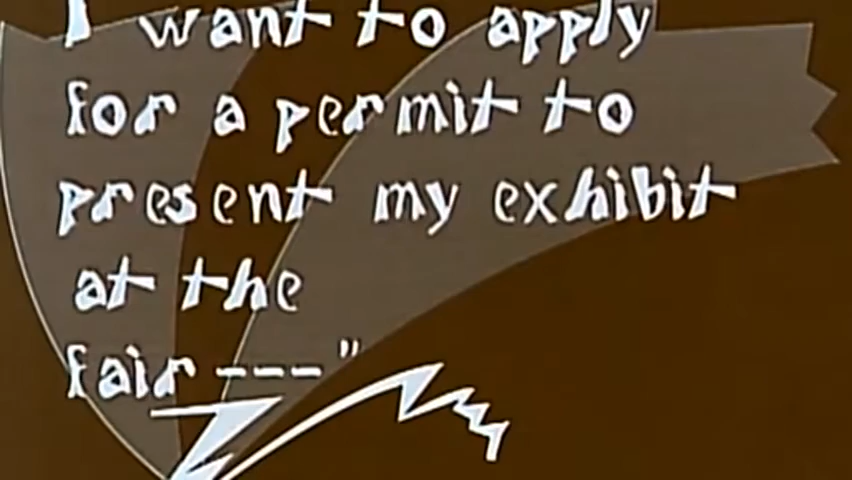 I want to apply
for a permit to
present my exhibit
at the
fair ---"